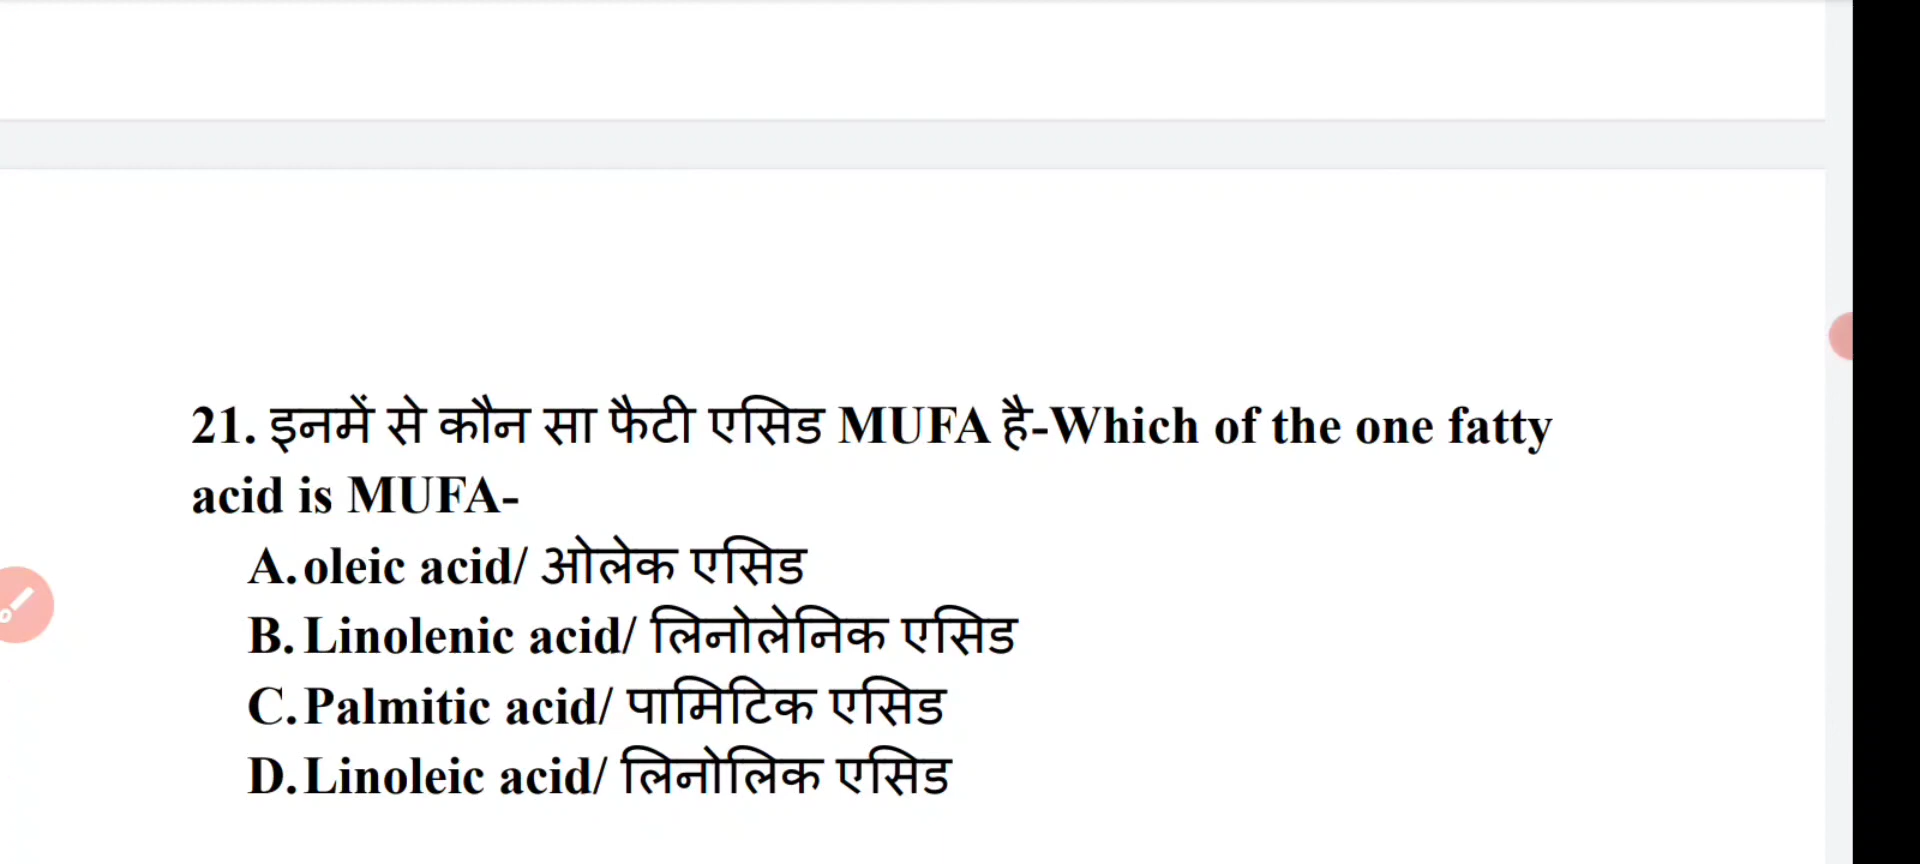 21. इनमें से कौन सा फैटी एसिड MUFA है-Which of the one fatty
acid is MUFA-
A. oleic acid/ ओलेक एसिड
B. Linolenic acid/ लिनोलेनिक एसिड
C. Palmitic acid/ पामिटिक एसिड
D. Linoleic acid/ लिनोलिक एसिड